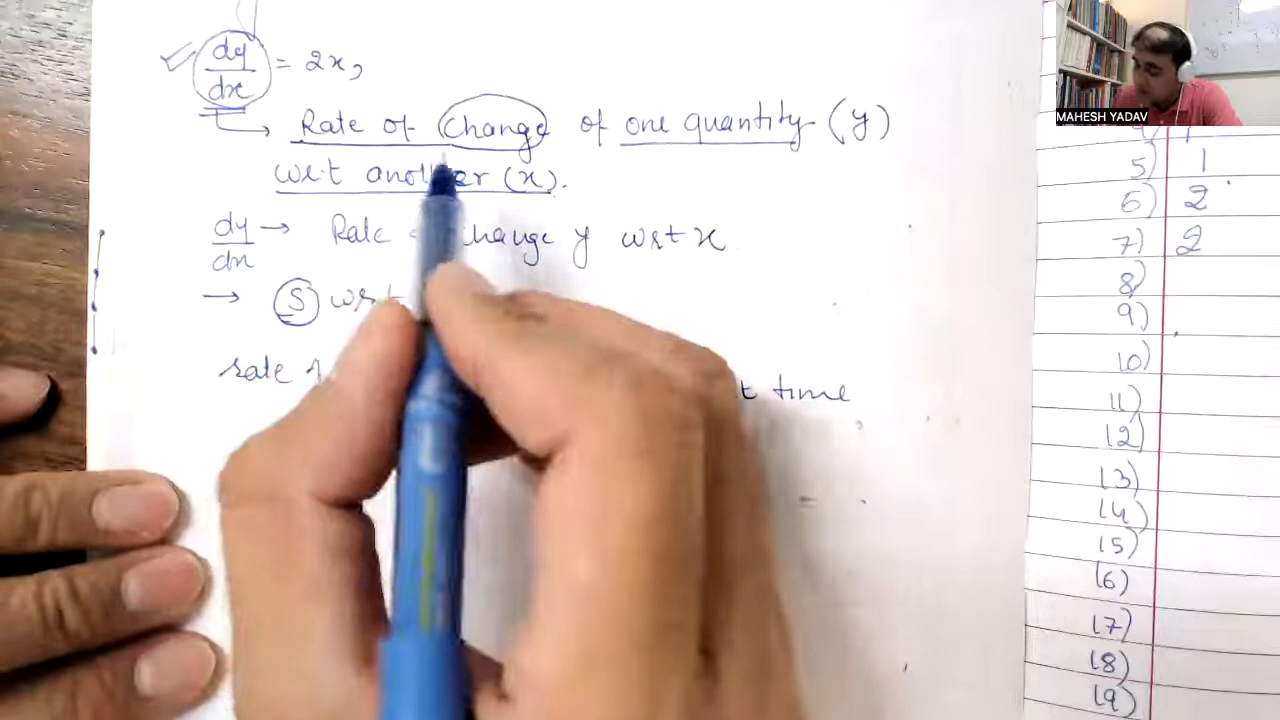 dy/dx = 2x,
Rate of Change of one quantity (y)
w.r.t another (x).
dy/dx → Rate change y wrt x
→ S wrt
rate time
MAHESH YADAV
5) 1
6) 2
7) 2
8)
9)
10)
11)
12)
13)
14)
15)
16)
17)
18)
19)